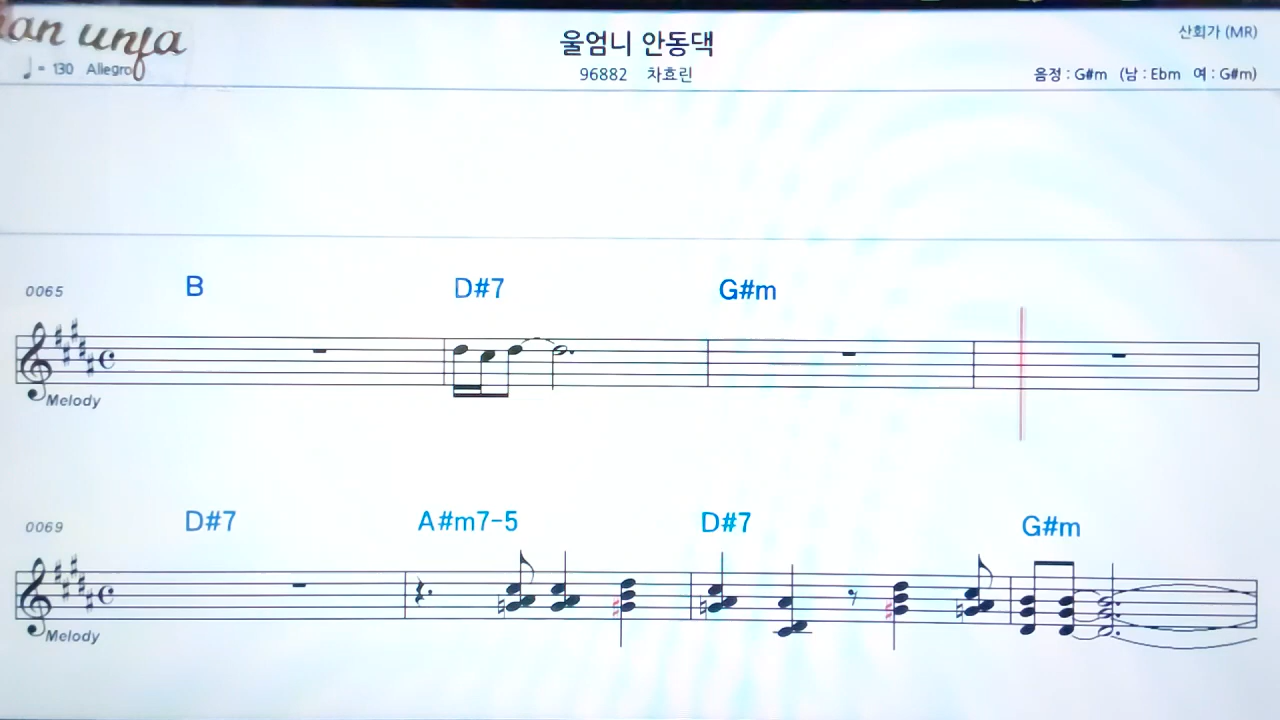 an unfa
울엄니 안동댁
산회가 (MR)
♩= 130 Allegro
96882 차효린
음정 : G#m (남 : Ebm 여 : G#m)
0065 B D#7 G#m
Melody
0069 D#7 A#m7-5 D#7 G#m
Melody